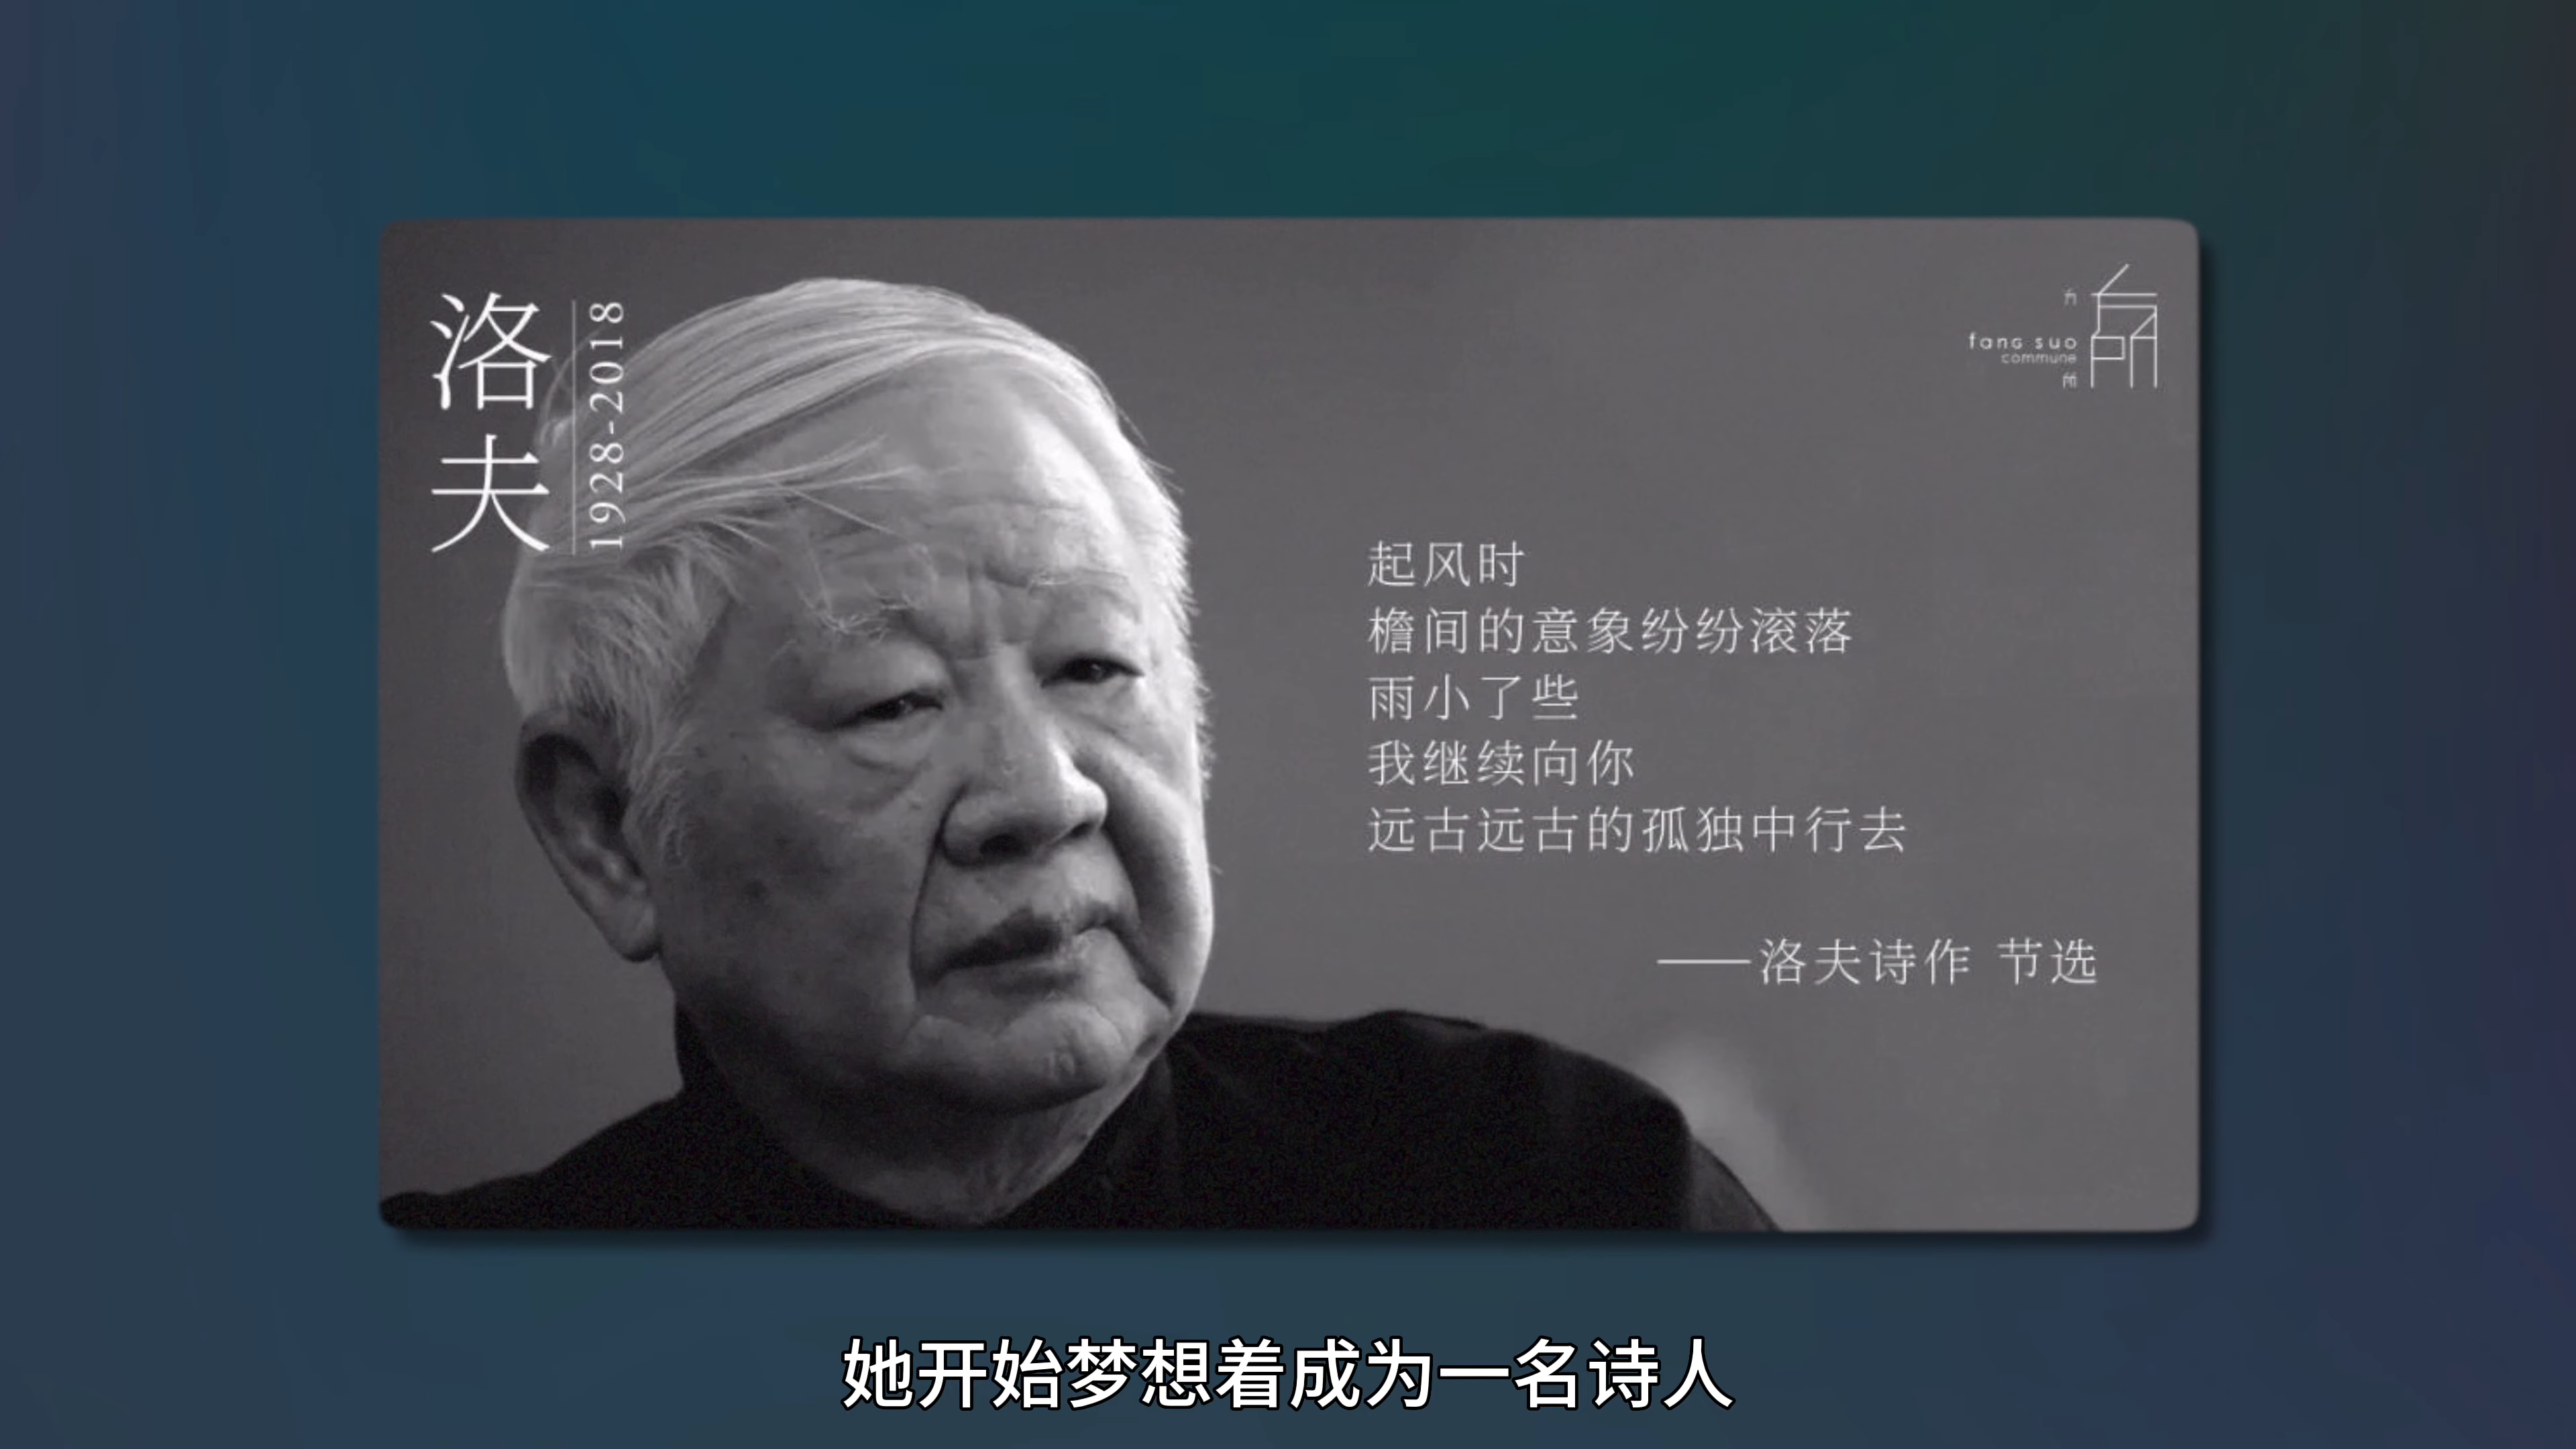 洛夫
1928-2018
方
fang suo
commune
所
起风时
檐间的意象纷纷滚落
雨小了些
我继续向你
远古远古的孤独中行去
——洛夫诗作 节选
她开始梦想着成为一名诗人